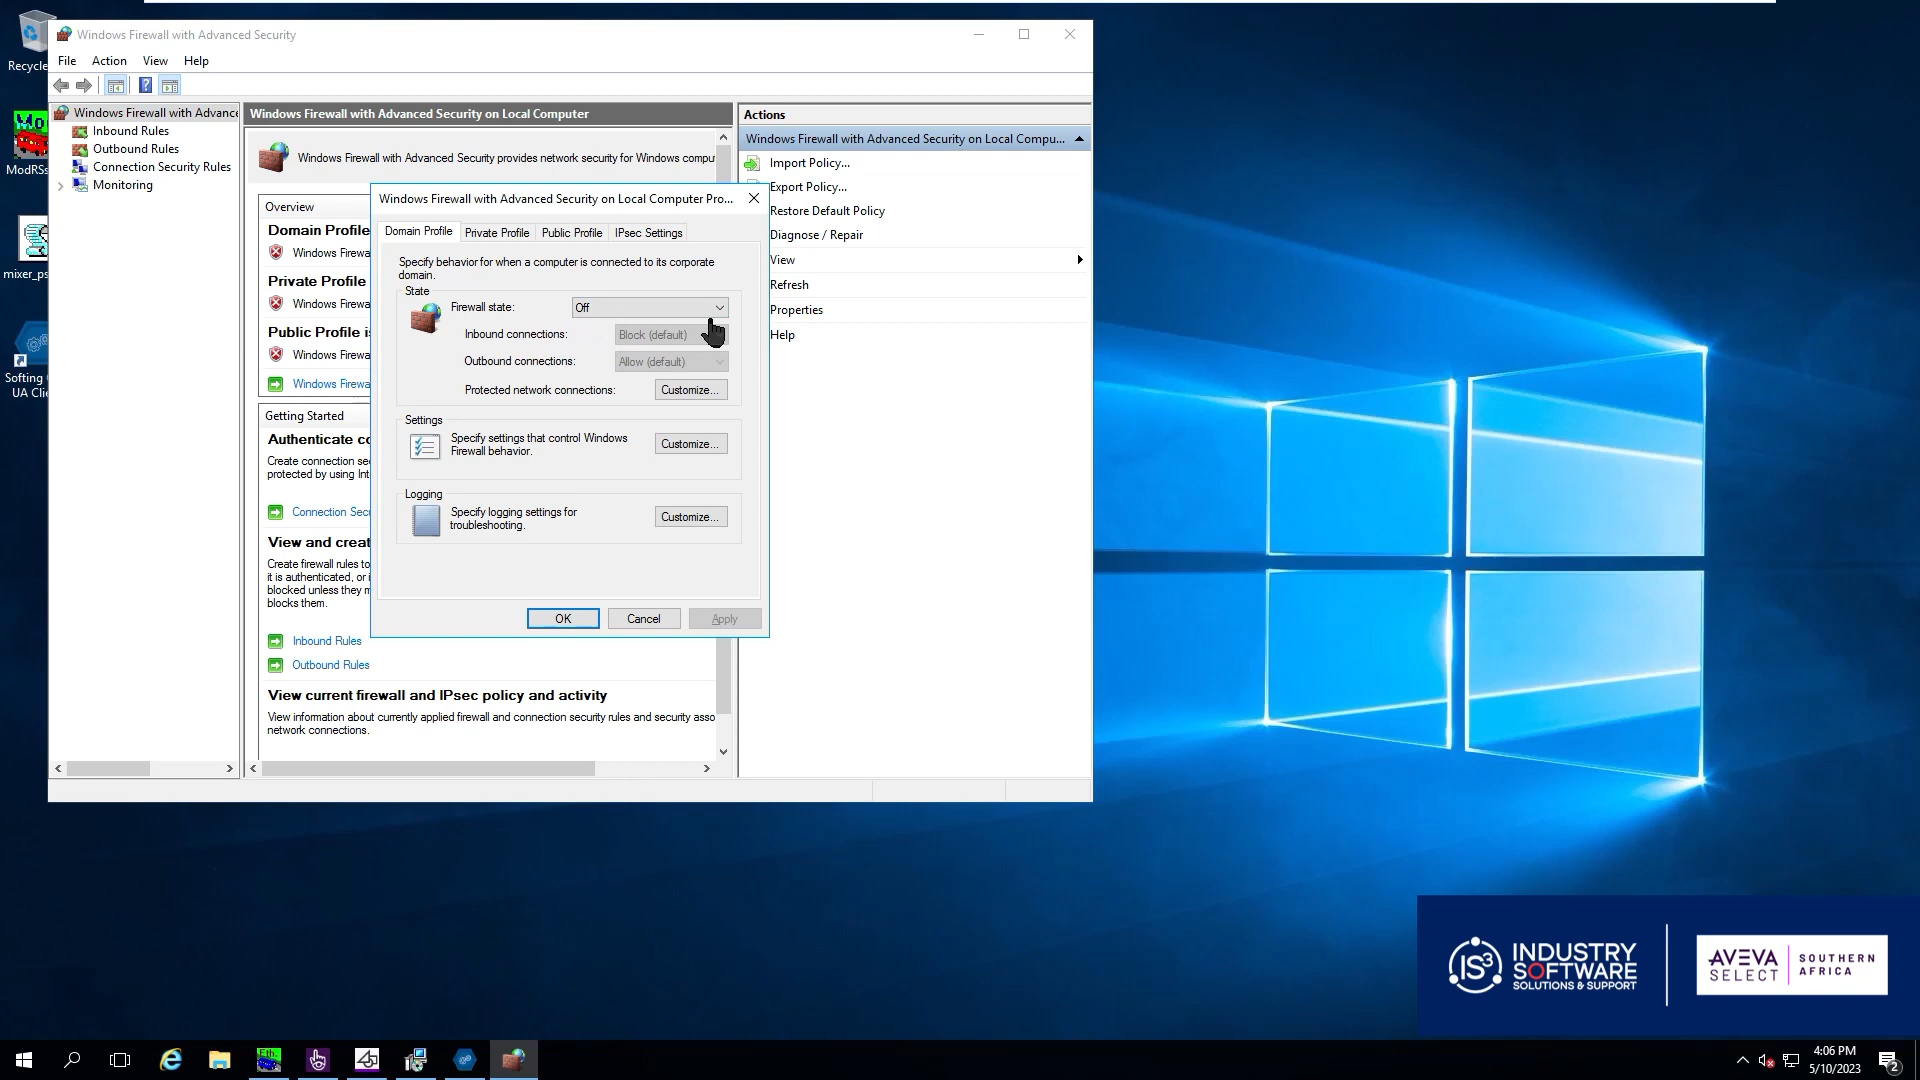 Windows Firewall with Advanced Security
File Action View Help
Windows Firewall with Advance
Inbound Rules
Outbound Rules
Connection Security Rules
Monitoring
Windows Firewall with Advanced Security on Local Computer
Windows Firewall with Advanced Security provides network security for Windows compu
Overview
Domain Profile
Windows Firewa
Private Profile
Windows Firewa
Public Profile is
Windows Firewa
Windows Firewa
Getting Started
Authenticate co
Create connection sec
protected by using Int
Connection Secu
View and creat
Create firewall rules to
it is authenticated, or i
blocked unless they m
blocks them.
Inbound Rules
Outbound Rules
View current firewall and IPsec policy and activity
View information about currently applied firewall and connection security rules and security asso
network connections.
Actions
Windows Firewall with Advanced Security on Local Compu...
Import Policy...
Export Policy...
Restore Default Policy
Diagnose / Repair
View
Refresh
Properties
Help
Windows Firewall with Advanced Security on Local Computer Pro...
Domain Profile Private Profile Public Profile IPsec Settings
Specify behavior for when a computer is connected to its corporate
domain.
State
Firewall state: Off
Inbound connections: Block (default)
Outbound connections: Allow (default)
Protected network connections: Customize...
Settings
Specify settings that control Windows
Firewall behavior.
Customize...
Logging
Specify logging settings for
troubleshooting.
Customize...
OK Cancel Apply
Recycle
ModRSs
mixer_ps
Softing
UA Clie
IS³ INDUSTRY
SOFTWARE
SOLUTIONS & SUPPORT
AVEVA
SELECT
SOUTHERN
AFRICA
Eth.
4:06 PM
5/10/2023
2